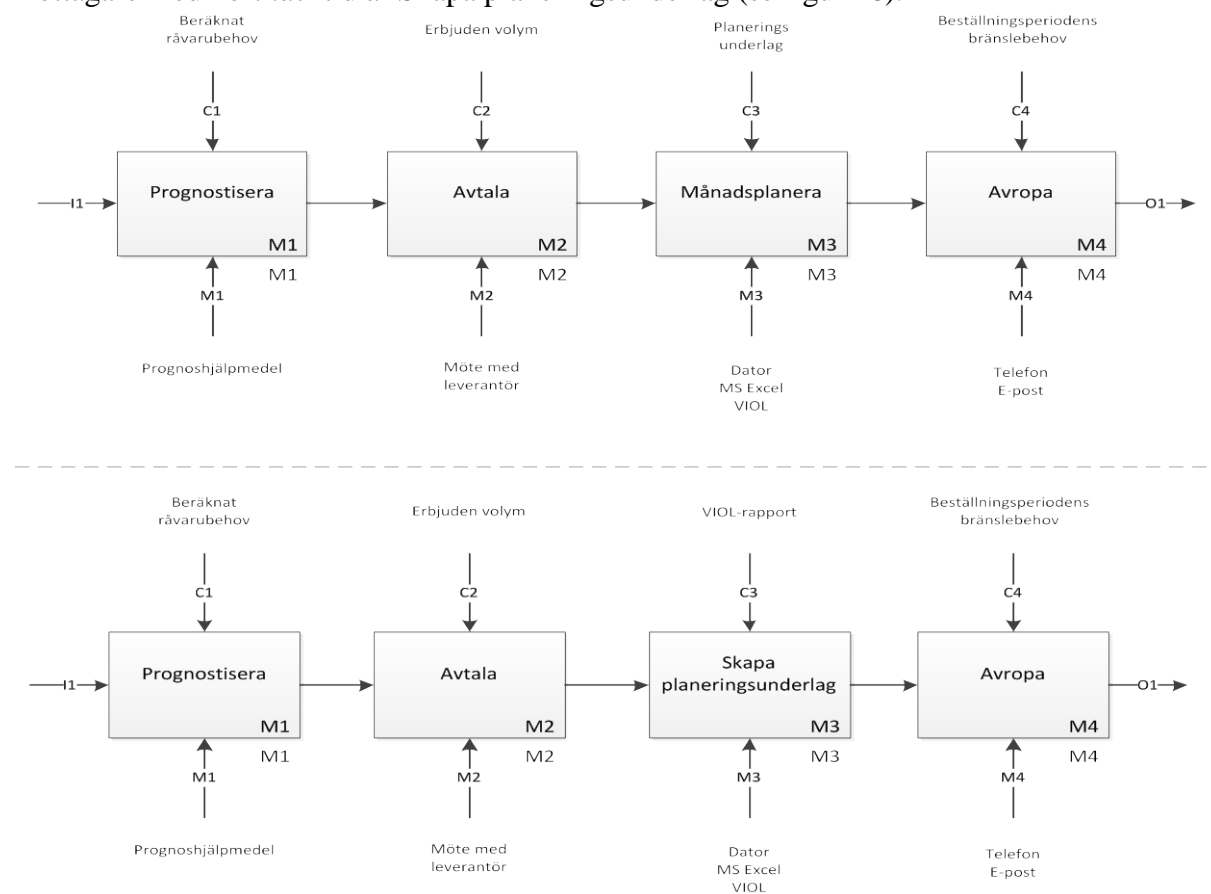 Beräknat
råvarubehov
Erbjuden volym
Planerings
underlag
Beställningsperiodens
bränslebehov
C1
C2
C3
C4
I1
Prognostisera
M1
Avtala
M2
Månadsplanera
M3
Avropa
M4
O1
M1
M2
M3
M4
M1
M2
M3
M4
Prognoshjälpmedel
Möte med
leverantör
Dator
MS Excel
VIOL
Telefon
E-post
Beräknat
råvarubehov
Erbjuden volym
VIOL-rapport
Beställningsperiodens
bränslebehov
C1
C2
C3
C4
I1
Prognostisera
M1
Avtala
M2
Skapa
planeringsunderlag
M3
Avropa
M4
O1
M1
M2
M3
M4
M1
M2
M3
M4
Prognoshjälpmedel
Möte med
leverantör
Dator
MS Excel
VIOL
Telefon
E-post